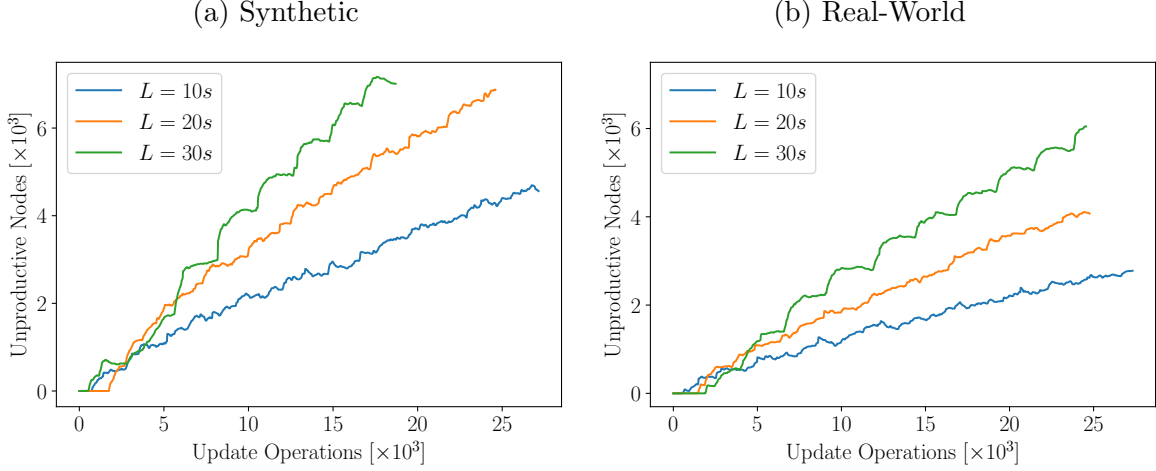 (a) Synthetic
Unproductive Nodes [×10³]
6
4
2
0
L = 10s
L = 20s
L = 30s
0 5 10 15 20 25
Update Operations [×10³]
(b) Real-World
Unproductive Nodes [×10³]
6
4
2
0
L = 10s
L = 20s
L = 30s
0 5 10 15 20 25
Update Operations [×10³]